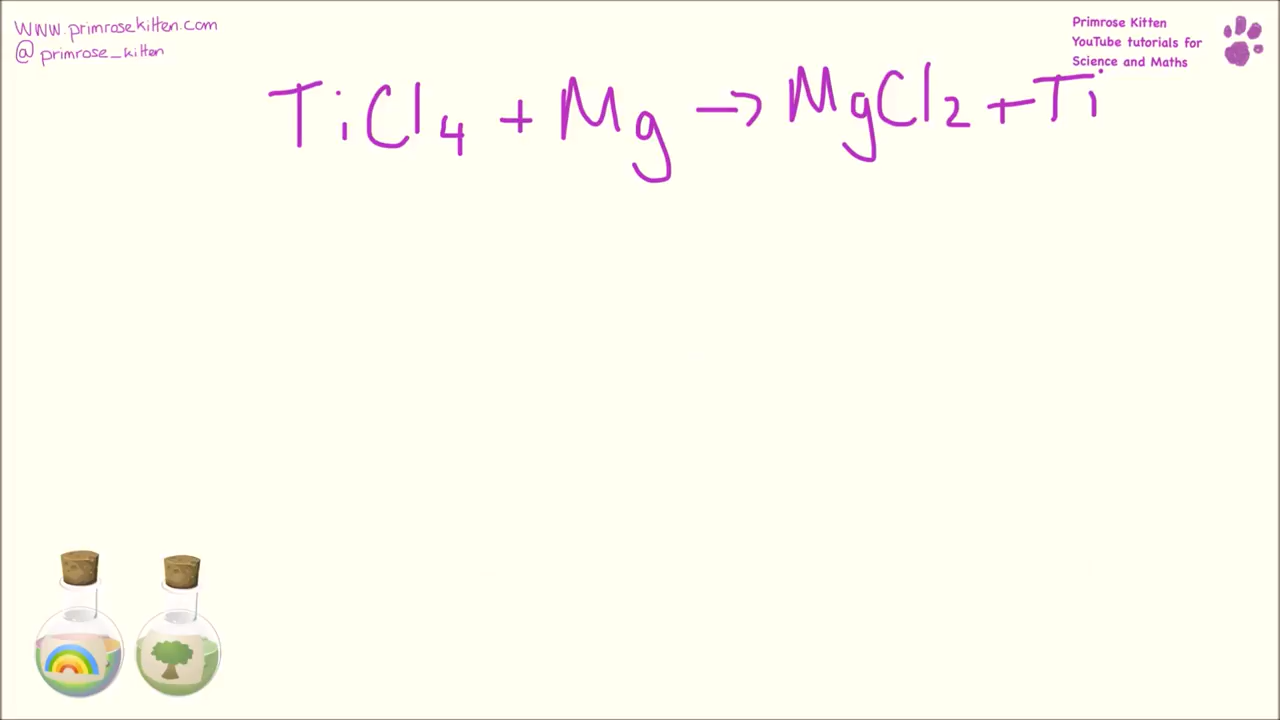 www.primrosekitten.com
@primrose_kitten
Primrose Kitten
YouTube tutorials for
Science and Maths
TiCl4 + Mg → MgCl2 + Ti